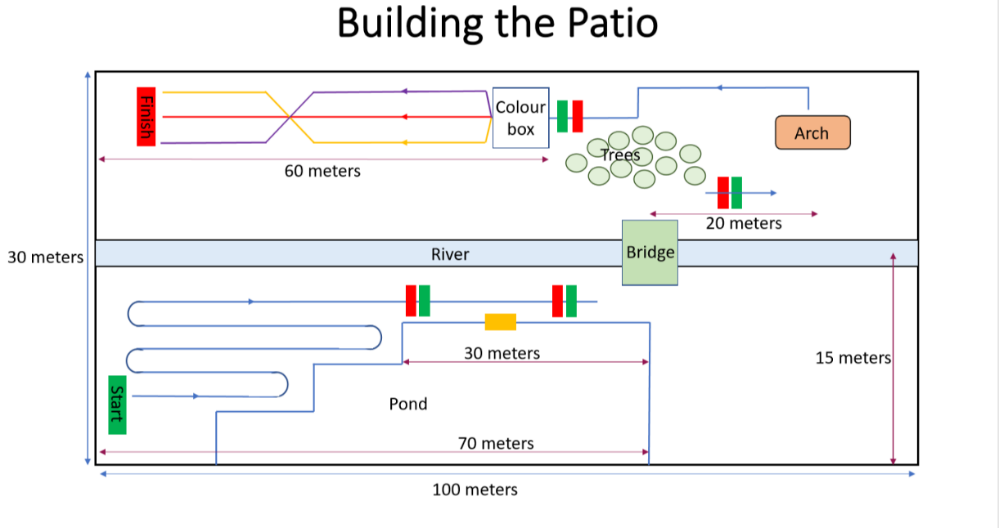 Building the Patio
Finish
Colour
box
Arch
Trees
60 meters
20 meters
30 meters
River
Bridge
30 meters
15 meters
Start
Pond
70 meters
100 meters